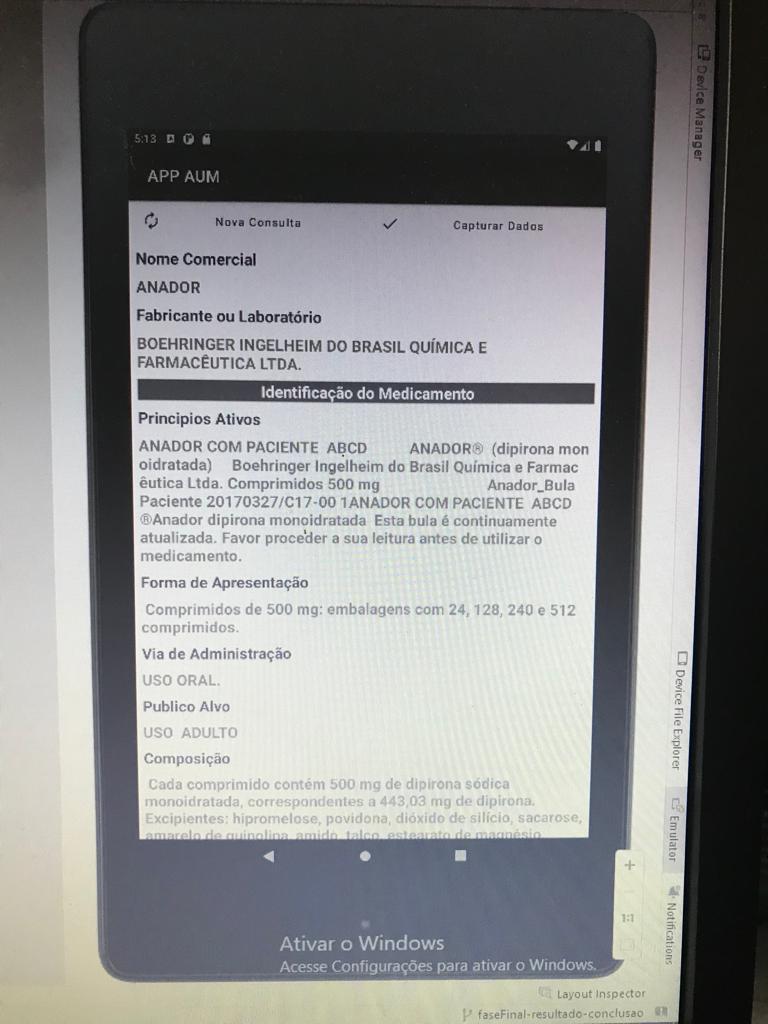 5:13
APP AUM
Nova Consulta
Capturar Dados
Nome Comercial
ANADOR
Fabricante ou Laboratório
BOEHRINGER INGELHEIM DO BRASIL QUÍMICA E
FARMACÊUTICA LTDA.
Identificação do Medicamento
Principios Ativos
ANADOR COM PACIENTE ABCD ANADOR® (dipirona mon
oidratada) Boehringer Ingelheim do Brasil Química e Farmac
êutica Ltda. Comprimidos 500 mg Anador_Bula
Paciente 20170327/C17-00 1ANADOR COM PACIENTE ABCD
®Anador dipirona monoidratada Esta bula é continuamente
atualizada. Favor proceder a sua leitura antes de utilizar o
medicamento.
Forma de Apresentação
Comprimidos de 500 mg: embalagens com 24, 128, 240 e 512
comprimidos.
Via de Administração
USO ORAL.
Publico Alvo
USO ADULTO
Composição
Cada comprimido contém 500 mg de dipirona sódica
monoidratada, correspondentes a 443,03 mg de dipirona.
Excipientes: hipromelose, povidona, dióxido de silício, sacarose,
amarelo de quinolina, amido, talco, estearato de magnésio
Ativar o Windows
Acesse Configurações para ativar o Windows.
Device Manager
Device File Explorer
Emulator
Notifications
1:1
Layout Inspector
faseFinal-resultado-conclusao